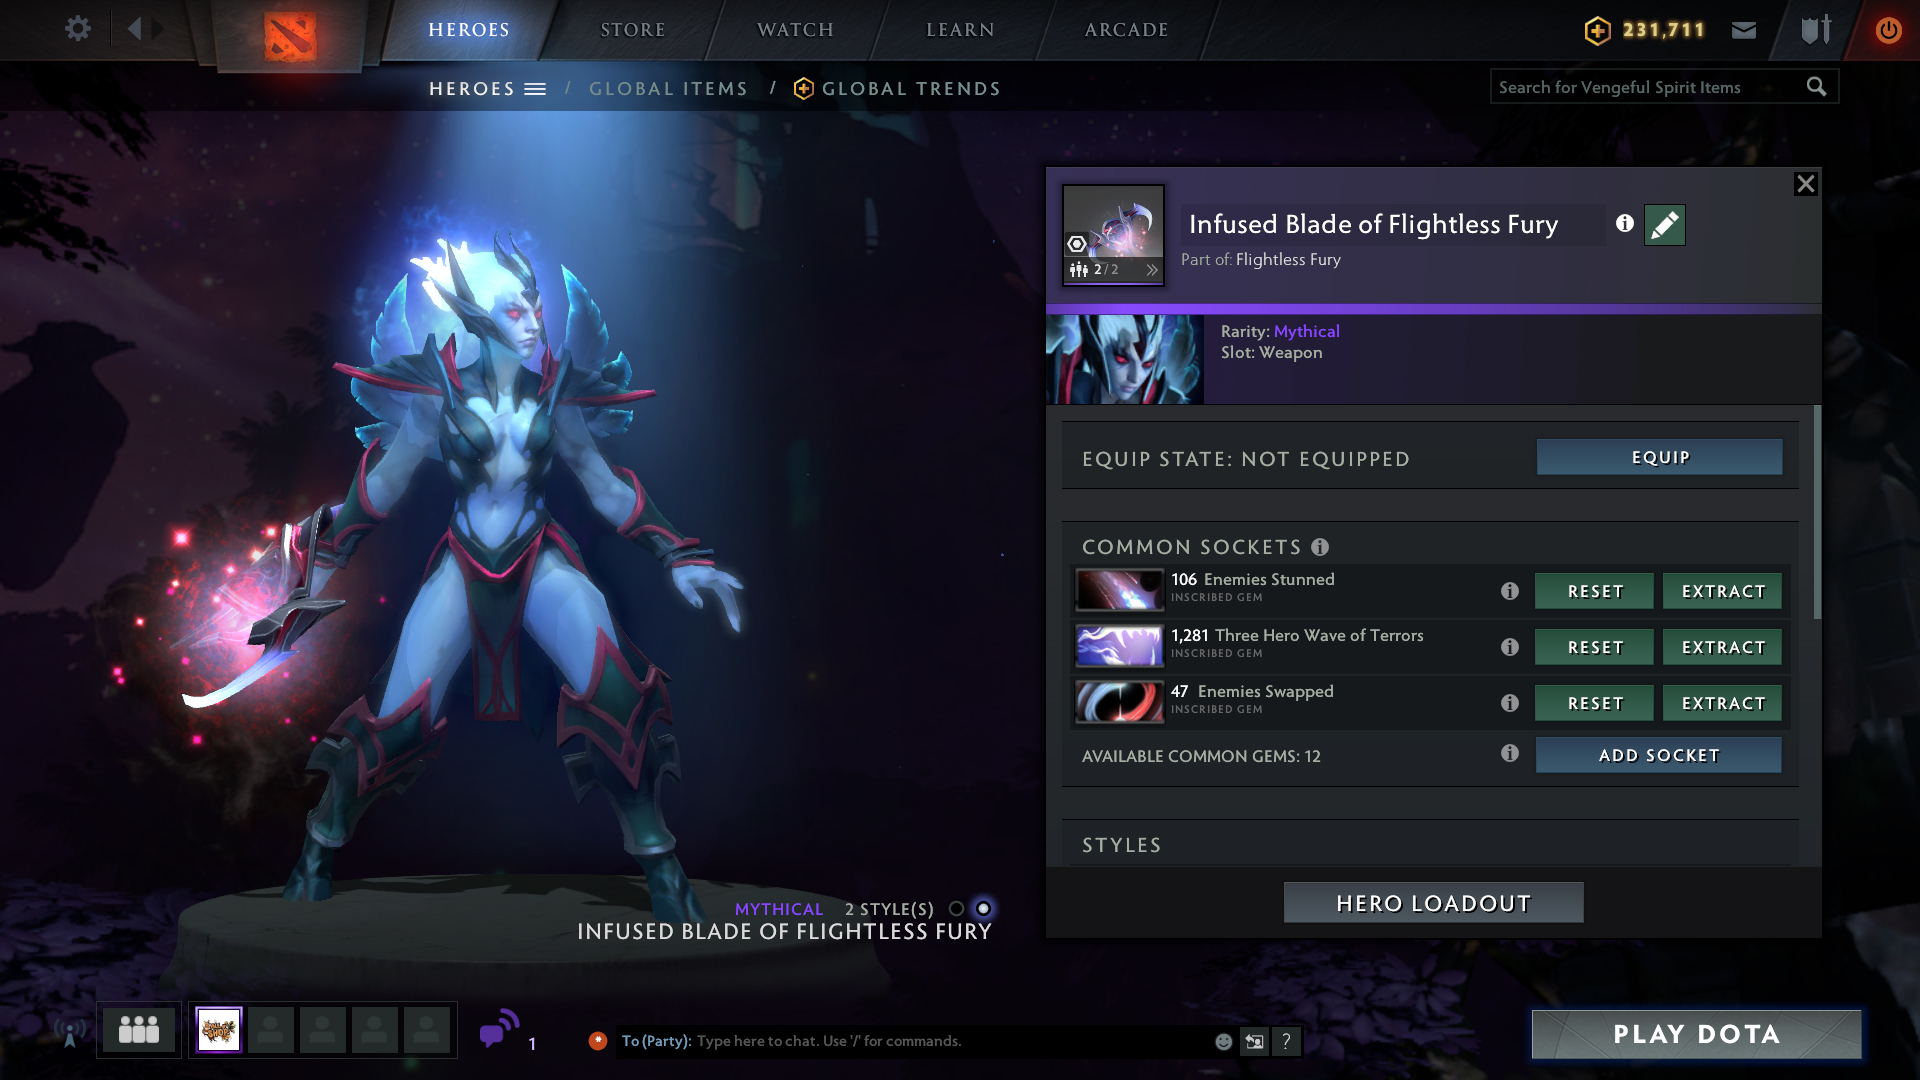 HEROES
STORE
WATCH
LEARN
ARCADE
231,711
HEROES / GLOBAL ITEMS / GLOBAL TRENDS
Search for Vengeful Spirit Items
Infused Blade of Flightless Fury
Part of: Flightless Fury
2/2
Rarity: Mythical
Slot: Weapon
EQUIP STATE: NOT EQUIPPED
EQUIP
COMMON SOCKETS
106 Enemies Stunned
INSCRIBED GEM
RESET
EXTRACT
1,281 Three Hero Wave of Terrors
INSCRIBED GEM
RESET
EXTRACT
47 Enemies Swapped
INSCRIBED GEM
RESET
EXTRACT
AVAILABLE COMMON GEMS: 12
ADD SOCKET
STYLES
HERO LOADOUT
MYTHICAL 2 STYLE(S)
INFUSED BLADE OF FLIGHTLESS FURY
1
To (Party): Type here to chat. Use '/' for commands.
?
PLAY DOTA